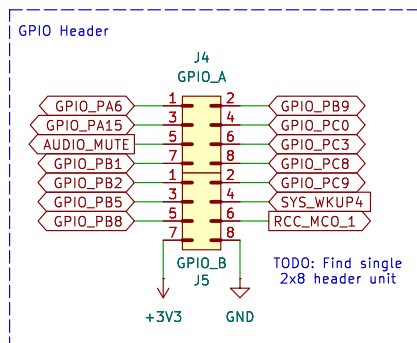 GPIO Header
J4
GPIO_A
GPIO_PA6 1 2 GPIO_PB9
GPIO_PA15 3 4 GPIO_PC0
AUDIO_MUTE 5 6 GPIO_PC3
GPIO_PB1 7 8 GPIO_PC8
GPIO_PB2 1 2 GPIO_PC9
GPIO_PB5 3 4 SYS_WKUP4
GPIO_PB8 5 6 RCC_MCO_1
7 8
GPIO_B
J5
TODO: Find single
2x8 header unit
+3V3 GND